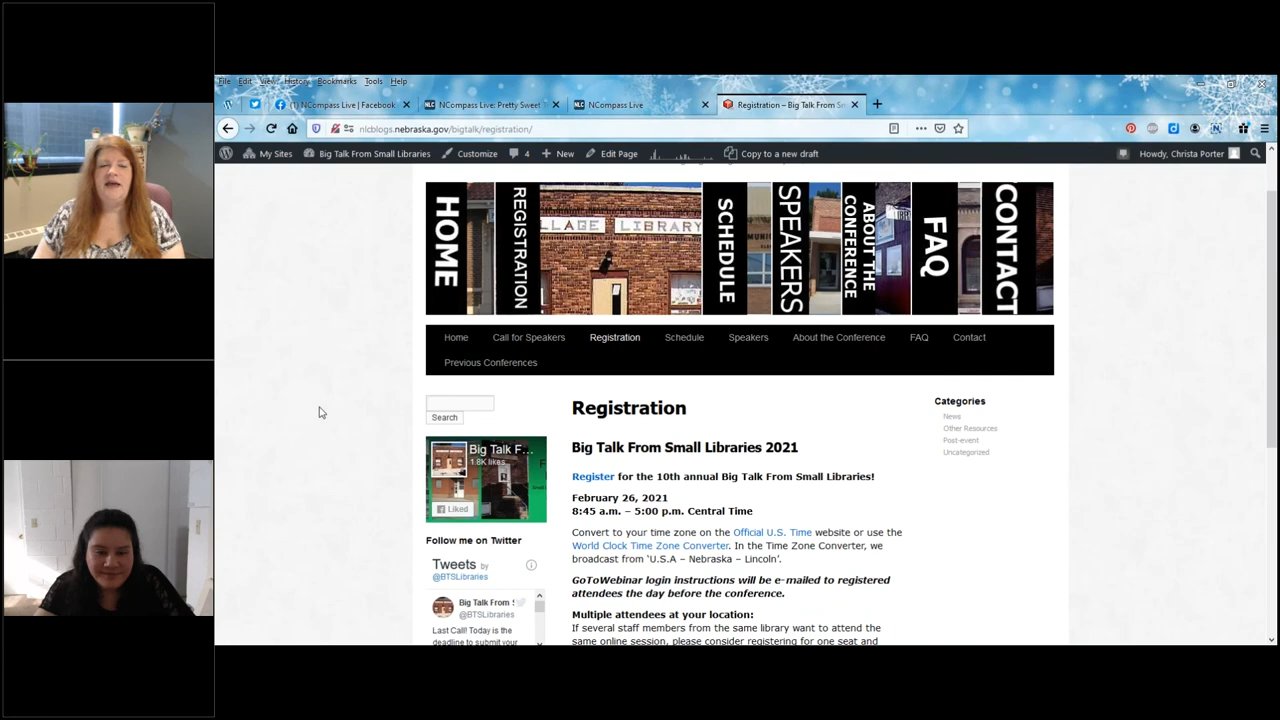 File Edit View History Bookmarks Tools Help
(1) NCompass Live | Facebook
NCompass Live: Pretty Sweet
NCompass Live
Registration – Big Talk From Sm
nlcblogs.nebraska.gov/bigtalk/registration/
My Sites Big Talk From Small Libraries Customize 4 New Edit Page Copy to a new draft Howdy, Christa Porter
HOME
REGISTRATION
LLAGE LIBRARY
SCHEDULE
SPEAKERS
ABOUT THE
CONFERENCE
FAQ
CONTACT
Home Call for Speakers Registration Schedule Speakers About the Conference FAQ Contact
Previous Conferences
Search
Big Talk F...
1.8K likes
Liked
Follow me on Twitter
Tweets by
@BTSLibraries
Big Talk From S
@BTSLibraries
Last Call! Today is the
deadline to submit your
Registration
Big Talk From Small Libraries 2021
Register for the 10th annual Big Talk From Small Libraries!
February 26, 2021
8:45 a.m. – 5:00 p.m. Central Time
Convert to your time zone on the Official U.S. Time website or use the
World Clock Time Zone Converter. In the Time Zone Converter, we
broadcast from ‘U.S.A – Nebraska – Lincoln’.
GoToWebinar login instructions will be e-mailed to registered
attendees the day before the conference.
Multiple attendees at your location:
If several staff members from the same library want to attend the
same online session, please consider registering for one seat and
Categories
News
Other Resources
Post-event
Uncategorized